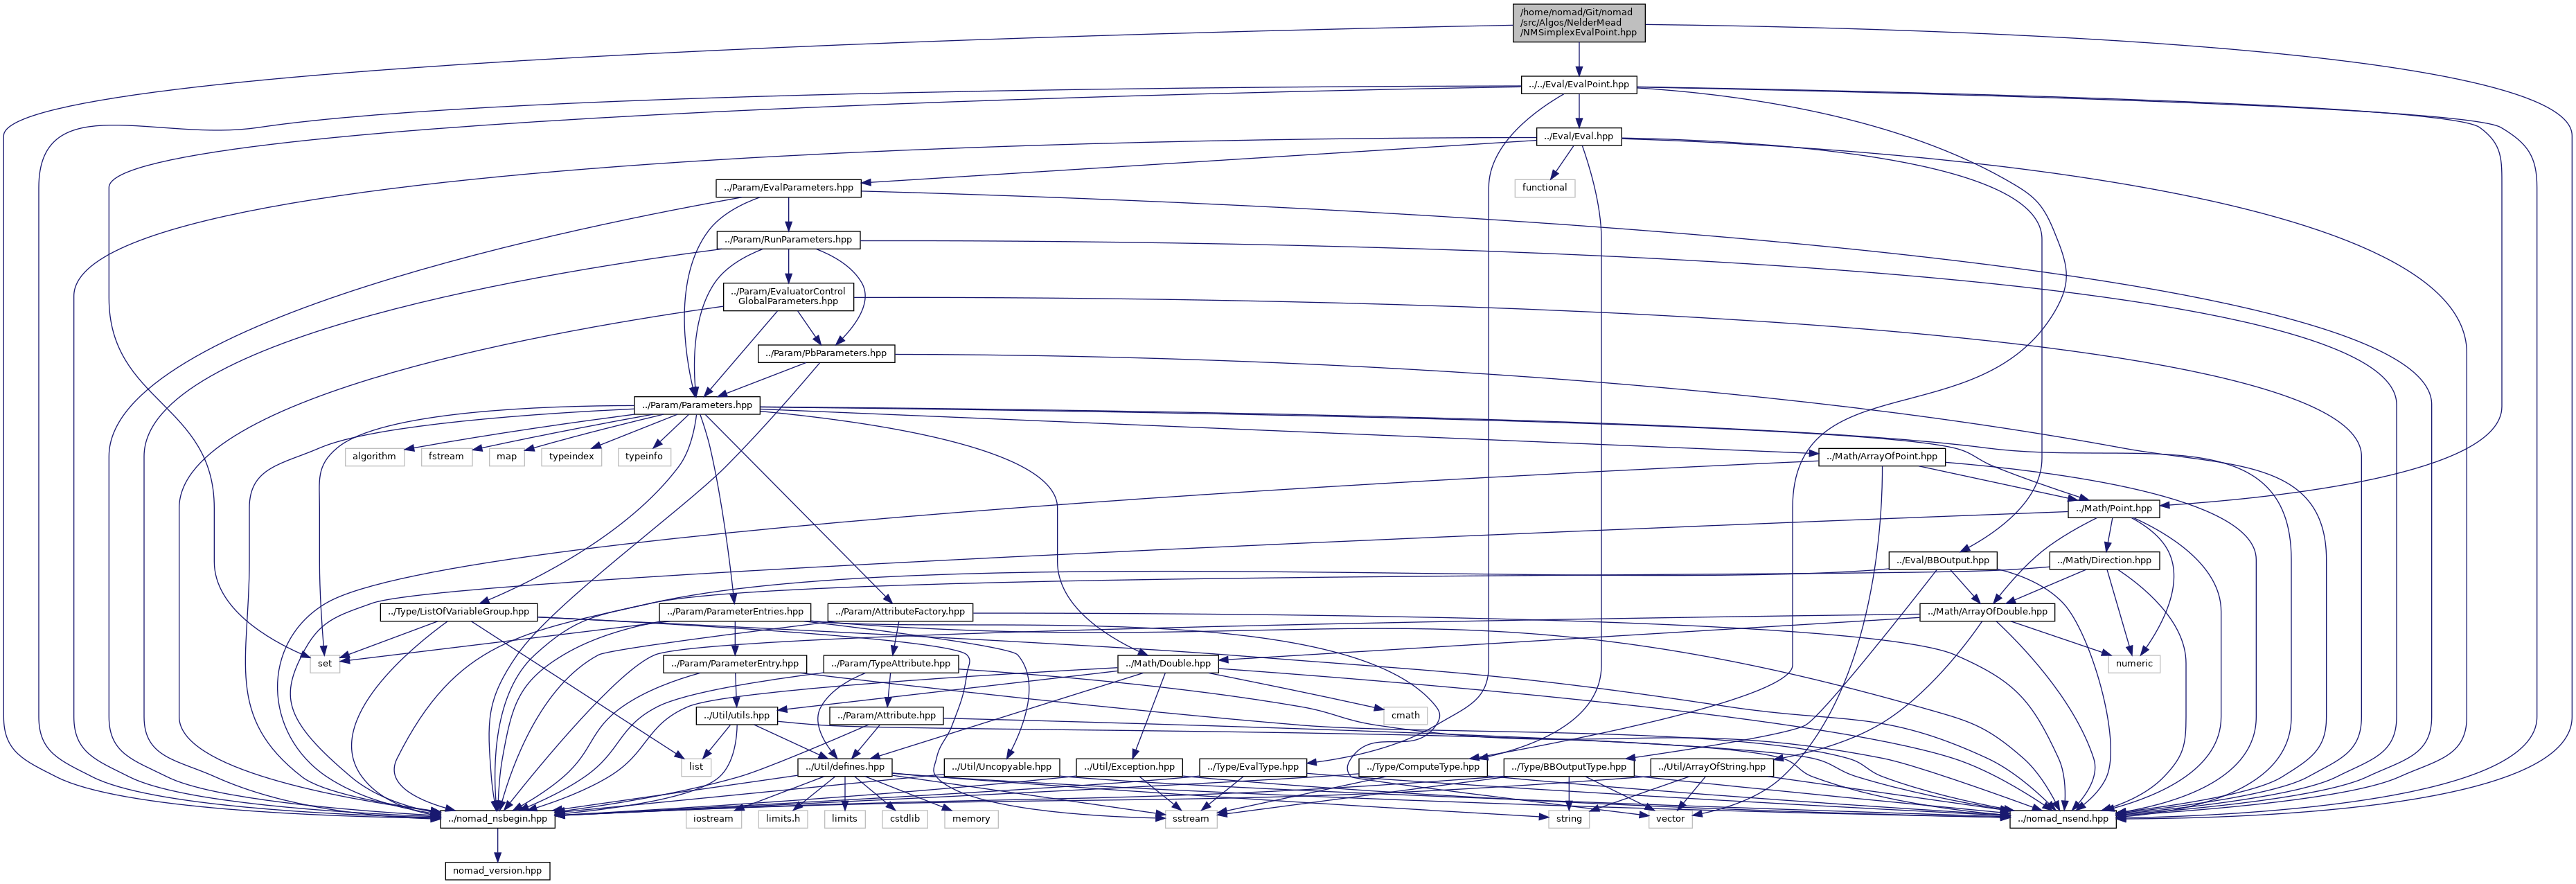 /home/nomad/Git/nomad
/src/Algos/NelderMead
/NMSimplexEvalPoint.hpp
../../Eval/EvalPoint.hpp
../Eval/Eval.hpp
../Param/EvalParameters.hpp
functional
../Param/RunParameters.hpp
../Param/EvaluatorControl
GlobalParameters.hpp
../Param/PbParameters.hpp
../Param/Parameters.hpp
algorithm
fstream
map
typeindex
typeinfo
../Math/ArrayOfPoint.hpp
../Math/Point.hpp
../Eval/BBOutput.hpp
../Math/Direction.hpp
../Type/ListOfVariableGroup.hpp
../Param/ParameterEntries.hpp
../Param/AttributeFactory.hpp
../Math/ArrayOfDouble.hpp
set
../Param/ParameterEntry.hpp
../Param/TypeAttribute.hpp
../Math/Double.hpp
numeric
../Util/utils.hpp
../Param/Attribute.hpp
cmath
list
../Util/defines.hpp
../Util/Uncopyable.hpp
../Util/Exception.hpp
../Type/EvalType.hpp
../Type/ComputeType.hpp
../Type/BBOutputType.hpp
../Util/ArrayOfString.hpp
../nomad_nsbegin.hpp
iostream
limits.h
limits
cstdlib
memory
sstream
string
vector
../nomad_nsend.hpp
nomad_version.hpp